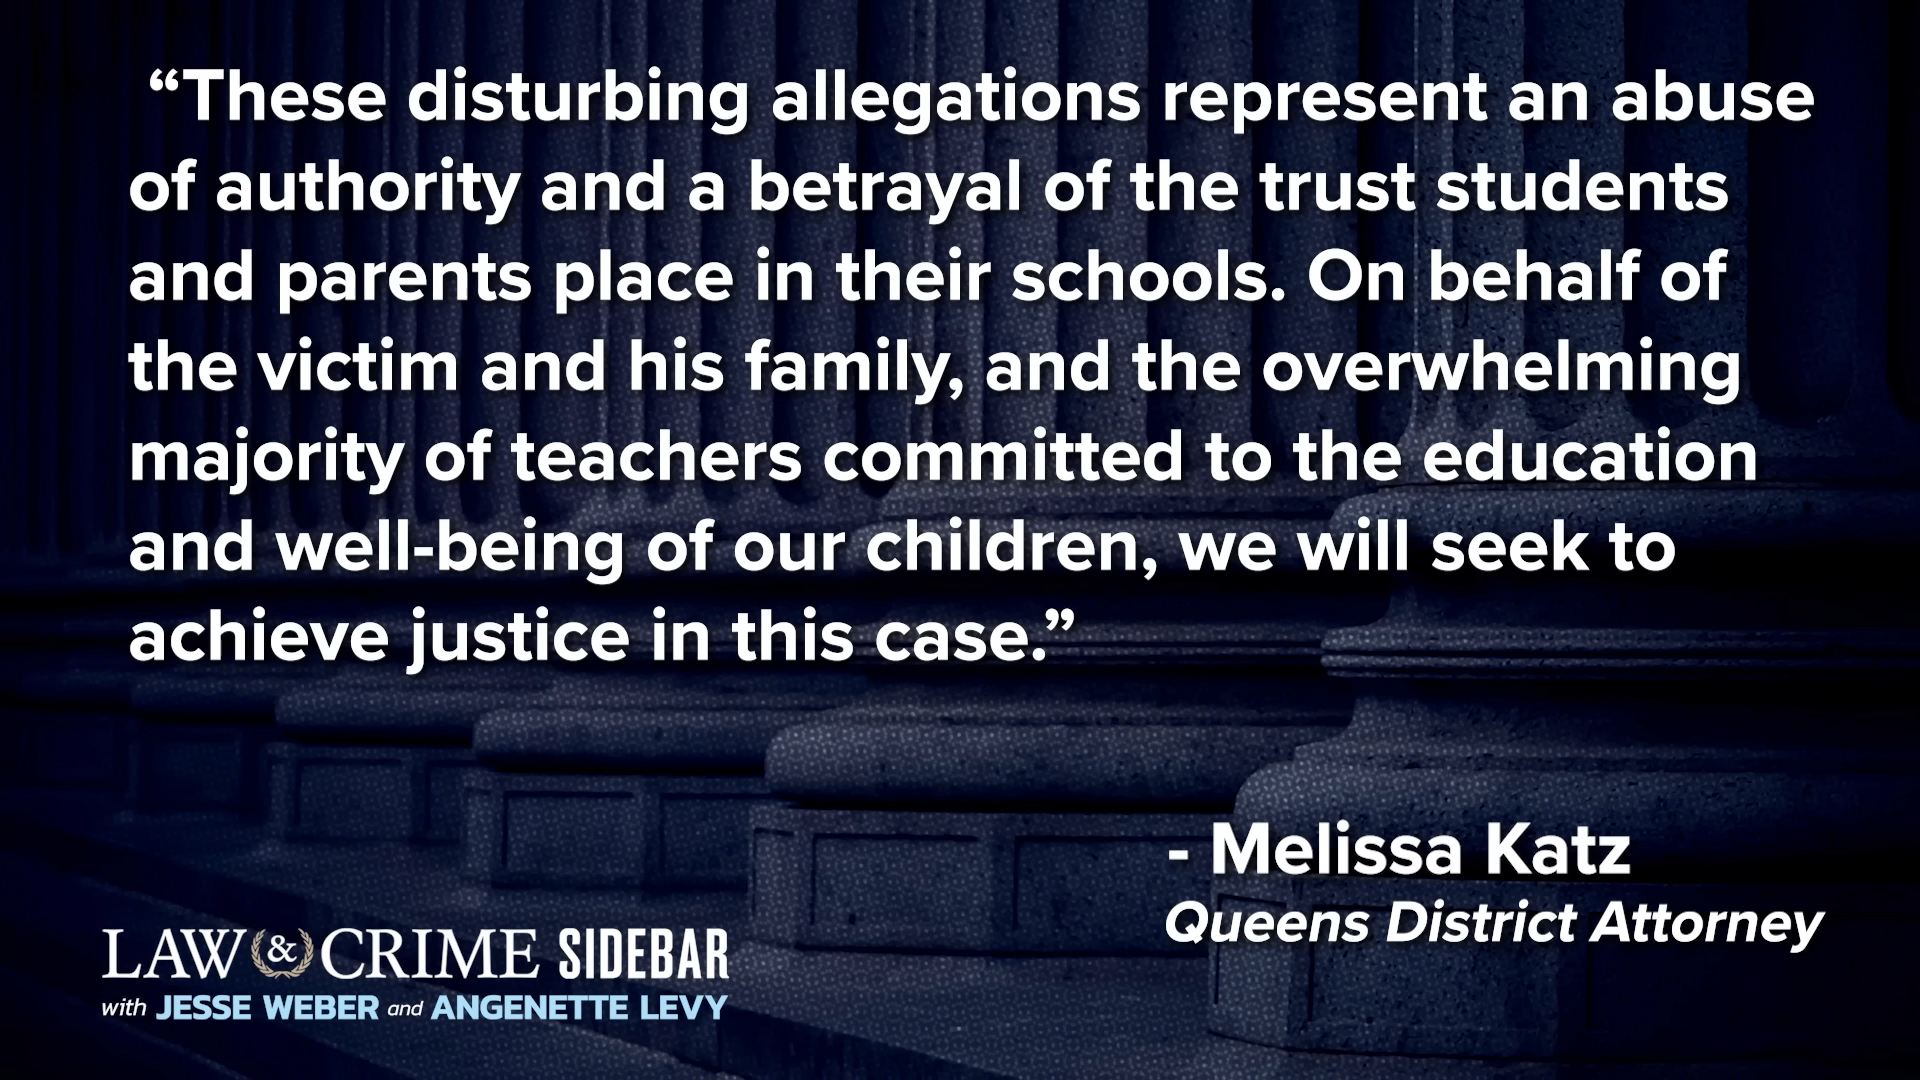 “These disturbing allegations represent an abuse
of authority and a betrayal of the trust students
and parents place in their schools. On behalf of
the victim and his family, and the overwhelming
majority of teachers committed to the education
and well-being of our children, we will seek to
achieve justice in this case.”
- Melissa Katz
Queens District Attorney
LAW & CRIME SIDEBAR
with JESSE WEBER and ANGENETTE LEVY